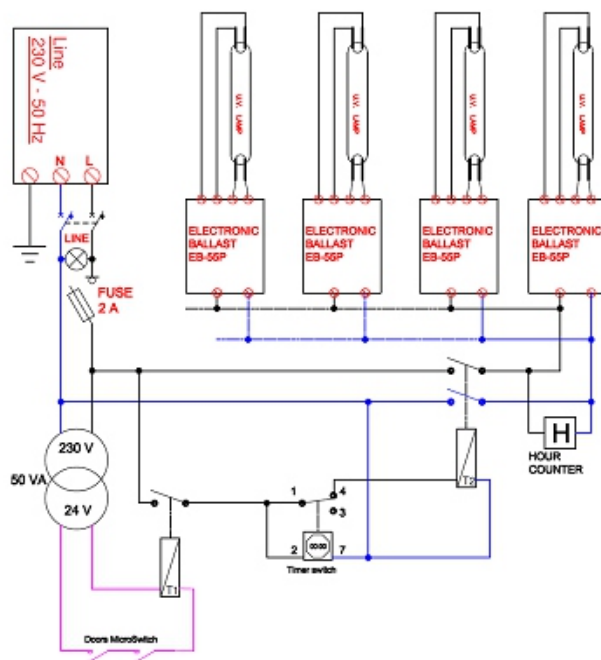 Line
230 V - 50 Hz
N L
LINE
FUSE
2 A
U.V. LAMP
U.V. LAMP
U.V. LAMP
U.V. LAMP
ELECTRONIC
BALLAST
EB-55P
ELECTRONIC
BALLAST
EB-55P
ELECTRONIC
BALLAST
EB-55P
ELECTRONIC
BALLAST
EB-55P
H
HOUR
COUNTER
230 V
50 VA
24 V
T2
1
4
3
2
00:00
7
Timer switch
T1
Doors MicroSwitch